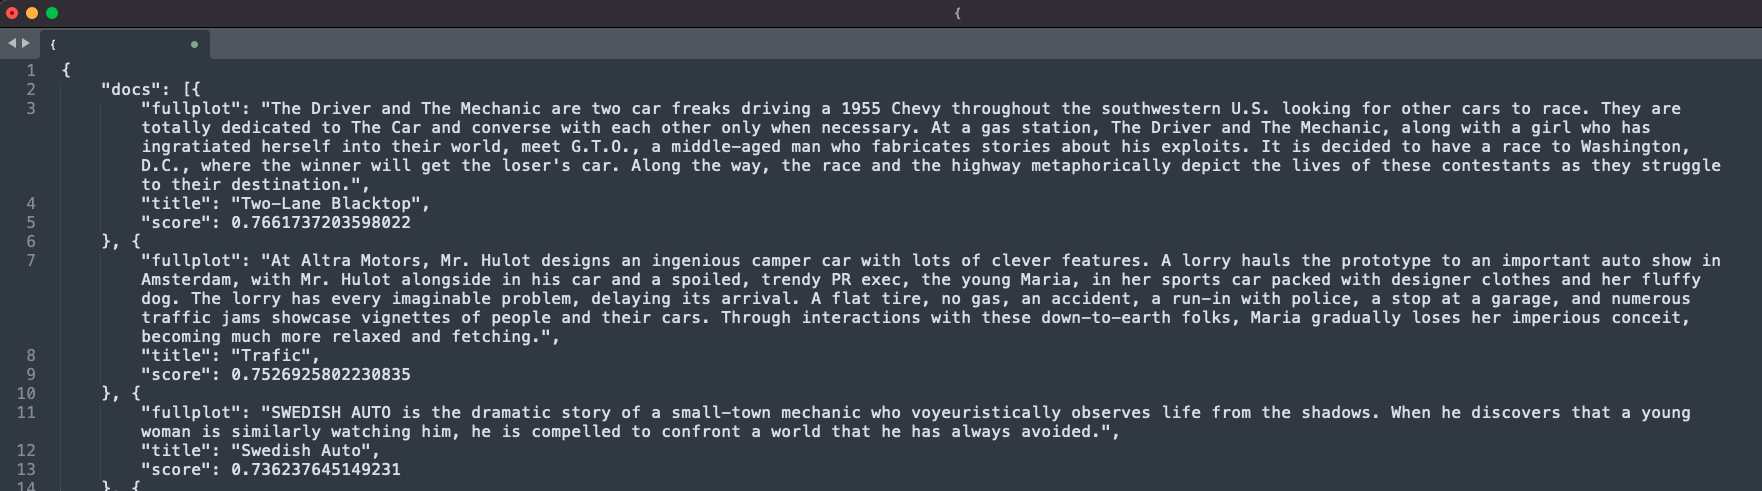 {
{
1 {
2 "docs": [{
3 "fullplot": "The Driver and The Mechanic are two car freaks driving a 1955 Chevy throughout the southwestern U.S. looking for other cars to race. They are
totally dedicated to The Car and converse with each other only when necessary. At a gas station, The Driver and The Mechanic, along with a girl who has
ingratiated herself into their world, meet G.T.O., a middle-aged man who fabricates stories about his exploits. It is decided to have a race to Washington,
D.C., where the winner will get the loser's car. Along the way, the race and the highway metaphorically depict the lives of these contestants as they struggle
to their destination.",
4 "title": "Two-Lane Blacktop",
5 "score": 0.7661737203598022
6 }, {
7 "fullplot": "At Altra Motors, Mr. Hulot designs an ingenious camper car with lots of clever features. A lorry hauls the prototype to an important auto show in
Amsterdam, with Mr. Hulot alongside in his car and a spoiled, trendy PR exec, the young Maria, in her sports car packed with designer clothes and her fluffy
dog. The lorry has every imaginable problem, delaying its arrival. A flat tire, no gas, an accident, a run-in with police, a stop at a garage, and numerous
traffic jams showcase vignettes of people and their cars. Through interactions with these down-to-earth folks, Maria gradually loses her imperious conceit,
becoming much more relaxed and fetching.",
8 "title": "Trafic",
9 "score": 0.7526925802230835
10 }, {
11 "fullplot": "SWEDISH AUTO is the dramatic story of a small-town mechanic who voyeuristically observes life from the shadows. When he discovers that a young
woman is similarly watching him, he is compelled to confront a world that he has always avoided.",
12 "title": "Swedish Auto",
13 "score": 0.736237645149231
14 }, {